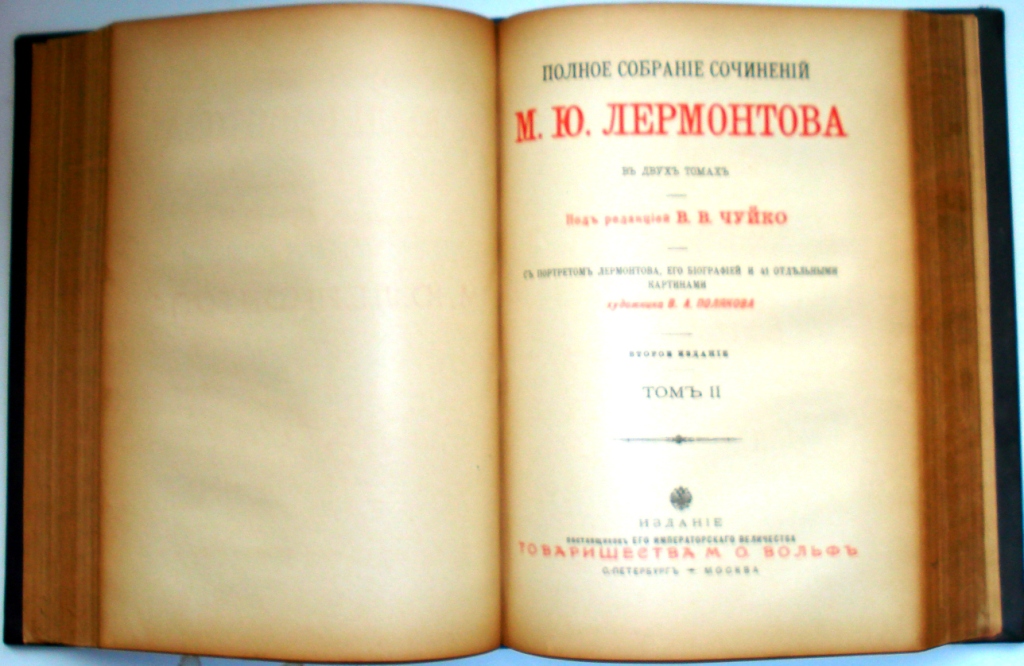 ПОЛНОЕ СОБРАНІЕ СОЧИНЕНІЙ
М. Ю. ЛЕРМОНТОВА
ВЪ ДВУХЪ ТОМАХЪ
Подъ редакціей В. В. ЧУЙКО
СЪ ПОРТРЕТОМЪ ЛЕРМОНТОВА, ЕГО БІОГРАФІЕЙ И 41 ОТДѢЛЬНЫМИ
КАРТИНАМИ
художника В. А. ПОЛЯКОВА
ВТОРОЕ ИЗДАНІЕ
ТОМЪ II
ИЗДАНІЕ
ПОСТАВЩИКОВЪ ЕГО ИМПЕРАТОРСКАГО ВЕЛИЧЕСТВА
ТОВАРИЩЕСТВА М. О. ВОЛЬФЪ
С.-ПЕТЕРБУРГЪ — МОСКВА